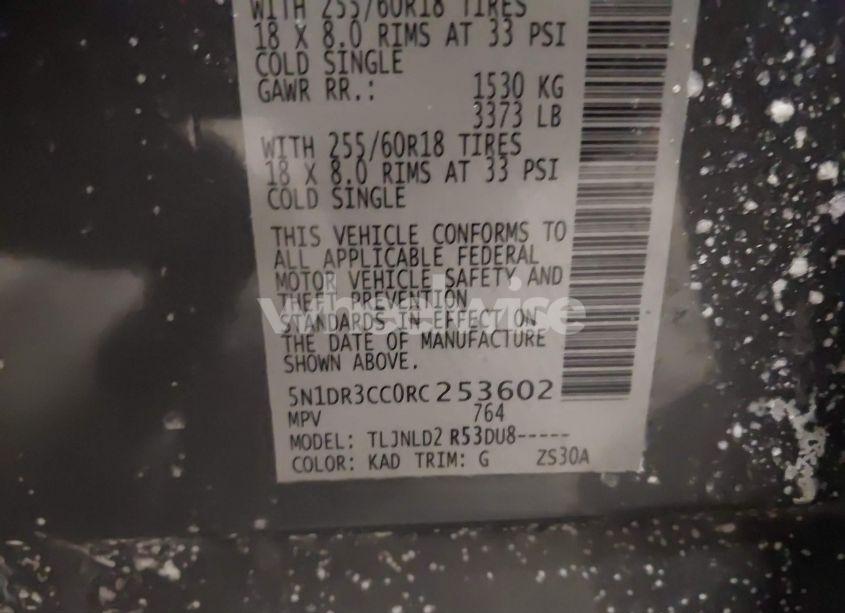 WITH 255/60R18 TIRES
18 X 8.0 RIMS AT 33 PSI
COLD SINGLE
GAWR RR.: 1530 KG
3373 LB
WITH 255/60R18 TIRES
18 X 8.0 RIMS AT 33 PSI
COLD SINGLE
THIS VEHICLE CONFORMS TO
ALL APPLICABLE FEDERAL
MOTOR VEHICLE SAFETY AND
THEFT PREVENTION
STANDARDS IN EFFECT ON
THE DATE OF MANUFACTURE
SHOWN ABOVE.
wheelwise
5N1DR3CC0RC253602
MPV 764
MODEL: TLJNLD2 R53DU8-----
COLOR: KAD TRIM: G ZS30A